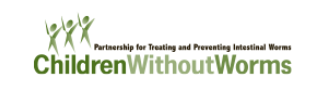 Partnership for Treating and Preventing Intestinal Worms
ChildrenWithoutWorms